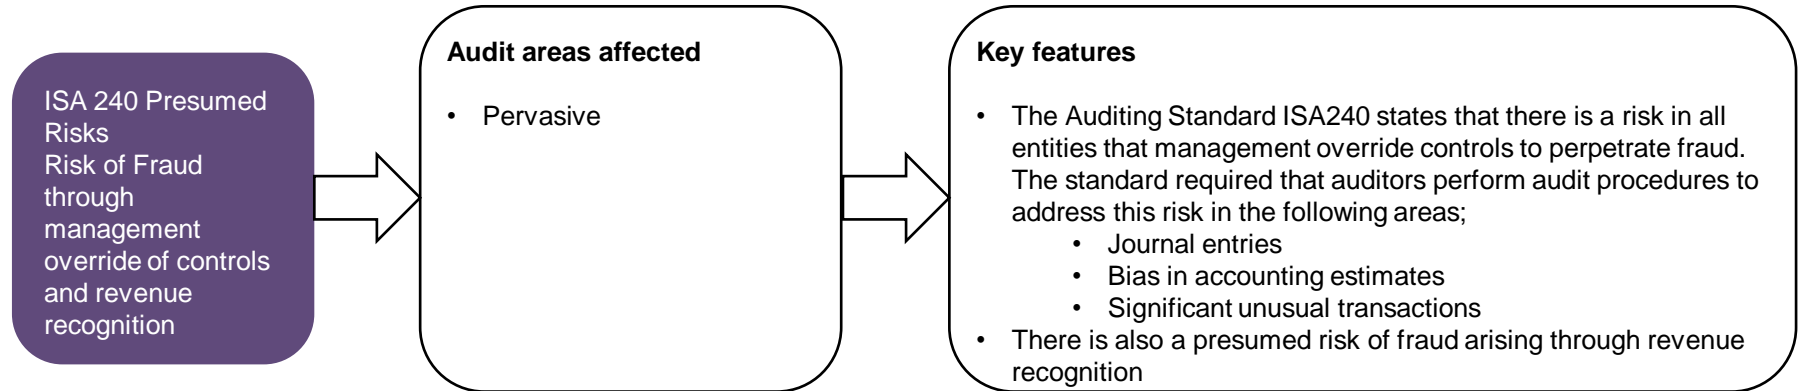 ISA 240 Presumed
Risks
Risk of Fraud
through
management
override of controls
and revenue
recognition
Audit areas affected
• Pervasive
Key features
• The Auditing Standard ISA240 states that there is a risk in all
entities that management override controls to perpetrate fraud.
The standard required that auditors perform audit procedures to
address this risk in the following areas;
• Journal entries
• Bias in accounting estimates
• Significant unusual transactions
• There is also a presumed risk of fraud arising through revenue
recognition